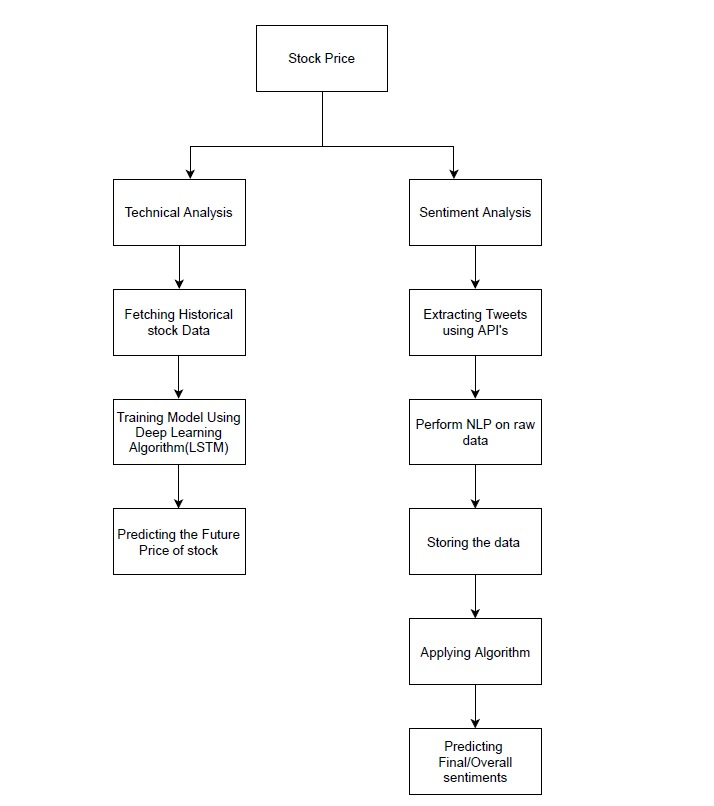 Stock Price
Technical Analysis
Sentiment Analysis
Fetching Historical
stock Data
Extracting Tweets
using API's
Training Model Using
Deep Learning
Algorithm(LSTM)
Perform NLP on raw
data
Predicting the Future
Price of stock
Storing the data
Applying Algorithm
Predicting
Final/Overall
sentiments